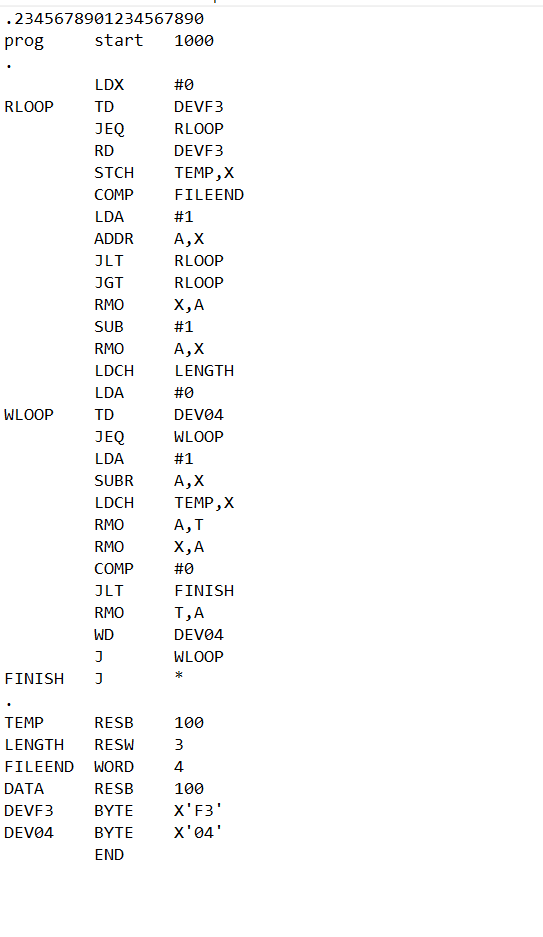 .2345678901234567890
prog     start   1000
.
         LDX     #0
RLOOP    TD      DEVF3
         JEQ     RLOOP
         RD      DEVF3
         STCH    TEMP,X
         COMP    FILEEND
         LDA     #1
         ADDR    A,X
         JLT     RLOOP
         JGT     RLOOP
         RMO     X,A
         SUB     #1
         RMO     A,X
         LDCH    LENGTH
         LDA     #0
WLOOP    TD      DEV04
         JEQ     WLOOP
         LDA     #1
         SUBR    A,X
         LDCH    TEMP,X
         RMO     A,T
         RMO     X,A
         COMP    #0
         JLT     FINISH
         RMO     T,A
         WD      DEV04
         J       WLOOP
FINISH   J       *
.
TEMP     RESB    100
LENGTH   RESW    3
FILEEND  WORD    4
DATA     RESB    100
DEVF3    BYTE    X'F3'
DEV04    BYTE    X'04'
         END